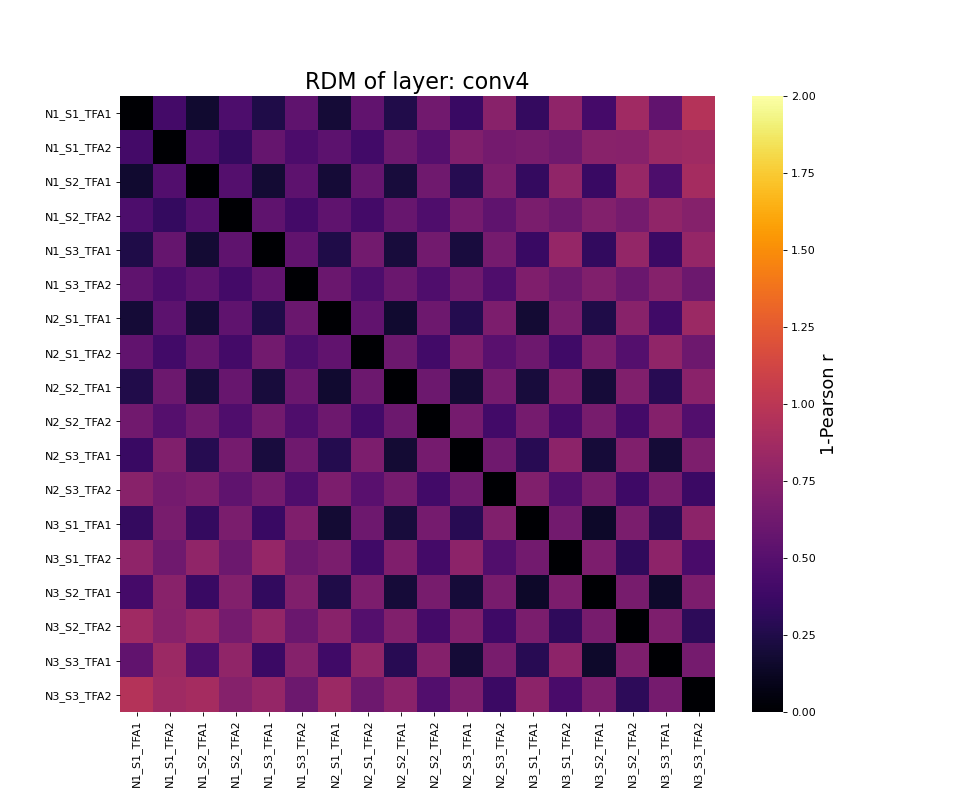 RDM of layer: conv4
N1_S1_TFA1
N1_S1_TFA2
N1_S2_TFA1
N1_S2_TFA2
N1_S3_TFA1
N1_S3_TFA2
N2_S1_TFA1
N2_S1_TFA2
N2_S2_TFA1
N2_S2_TFA2
N2_S3_TFA1
N2_S3_TFA2
N3_S1_TFA1
N3_S1_TFA2
N3_S2_TFA1
N3_S2_TFA2
N3_S3_TFA1
N3_S3_TFA2
N1_S1_TFA1
N1_S1_TFA2
N1_S2_TFA1
N1_S2_TFA2
N1_S3_TFA1
N1_S3_TFA2
N2_S1_TFA1
N2_S1_TFA2
N2_S2_TFA1
N2_S2_TFA2
N2_S3_TFA1
N2_S3_TFA2
N3_S1_TFA1
N3_S1_TFA2
N3_S2_TFA1
N3_S2_TFA2
N3_S3_TFA1
N3_S3_TFA2
2.00
1.75
1.50
1.25
1.00
0.75
0.50
0.25
0.00
1-Pearson r